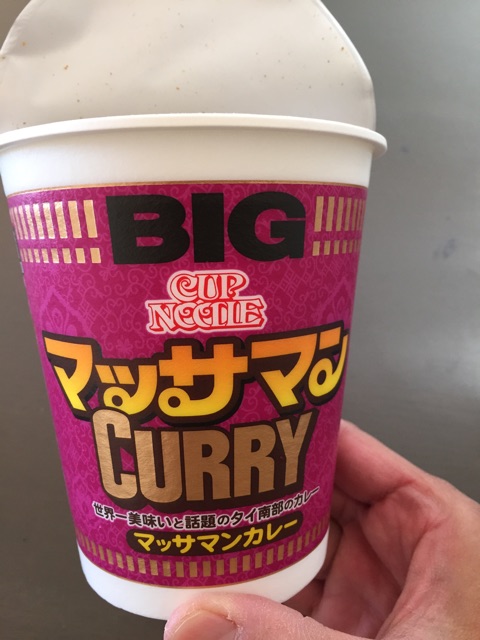 BIG
CUP
NOODLE
マッサマン
CURRY
世界一美味いと話題のタイ南部のカレー
マッサマンカレー